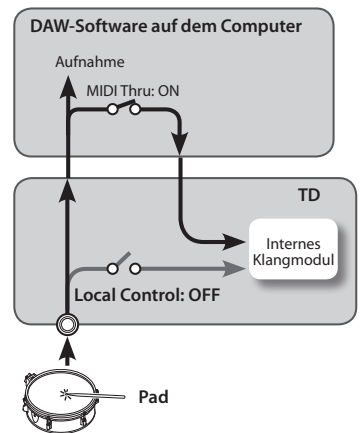 DAW-Software auf dem Computer
Aufnahme
MIDI Thru: ON
TD
Internes
Klangmodul
Local Control: OFF
Pad